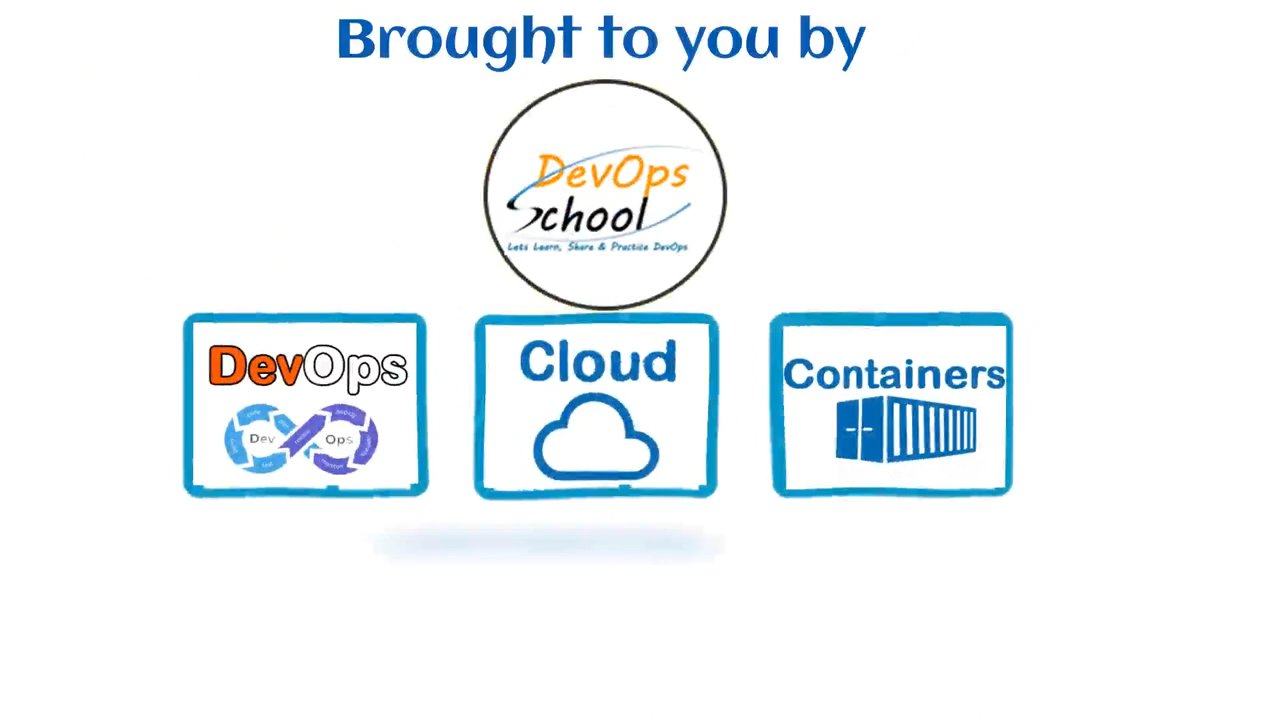 Brought to you by
DevOps
School
Lets Learn, Share & Practice DevOps
DevOps
Dev Ops
Cloud
Containers